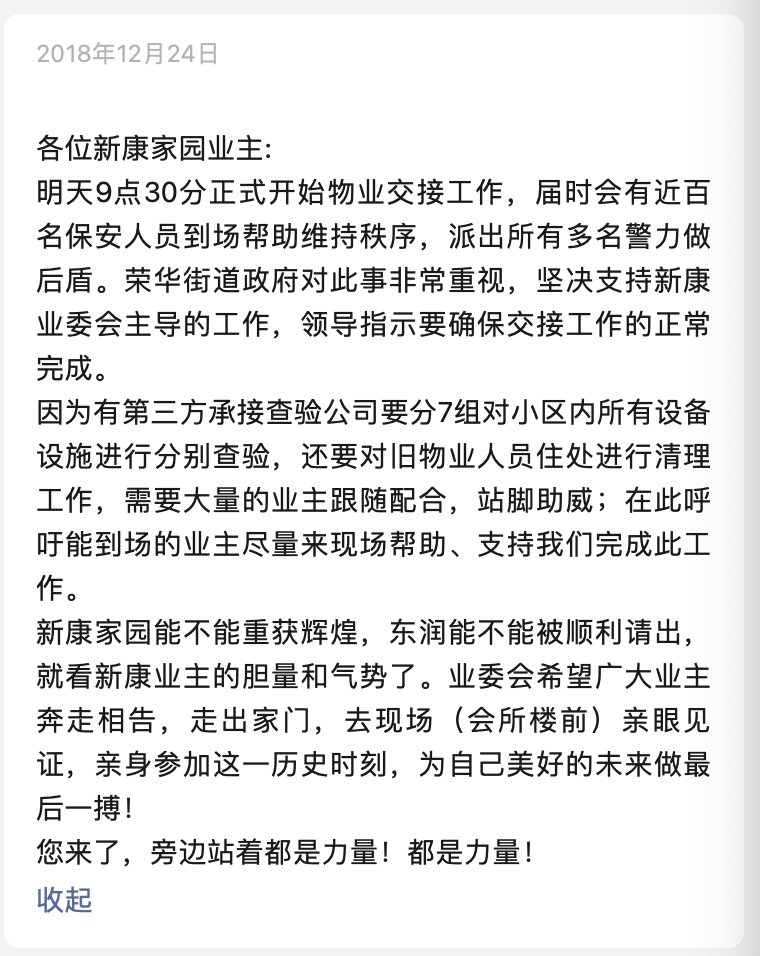 2018年12月24日
各位新康家园业主:
明天9点30分正式开始物业交接工作，届时会有近百
名保安人员到场帮助维持秩序，派出所有多名警力做
后盾。荣华街道政府对此事非常重视，坚决支持新康
业委会主导的工作，领导指示要确保交接工作的正常
完成。
因为有第三方承接查验公司要分7组对小区内所有设备
设施进行分别查验，还要对旧物业人员住处进行清理
工作，需要大量的业主跟随配合，站脚助威；在此呼
吁能到场的业主尽量来现场帮助、支持我们完成此工
作。
新康家园能不能重获辉煌，东润能不能被顺利请出，
就看新康业主的胆量和气势了。业委会希望广大业主
奔走相告，走出家门，去现场（会所楼前）亲眼见
证，亲身参加这一历史时刻，为自己美好的未来做最
后一搏！
您来了，旁边站着都是力量！都是力量！
收起